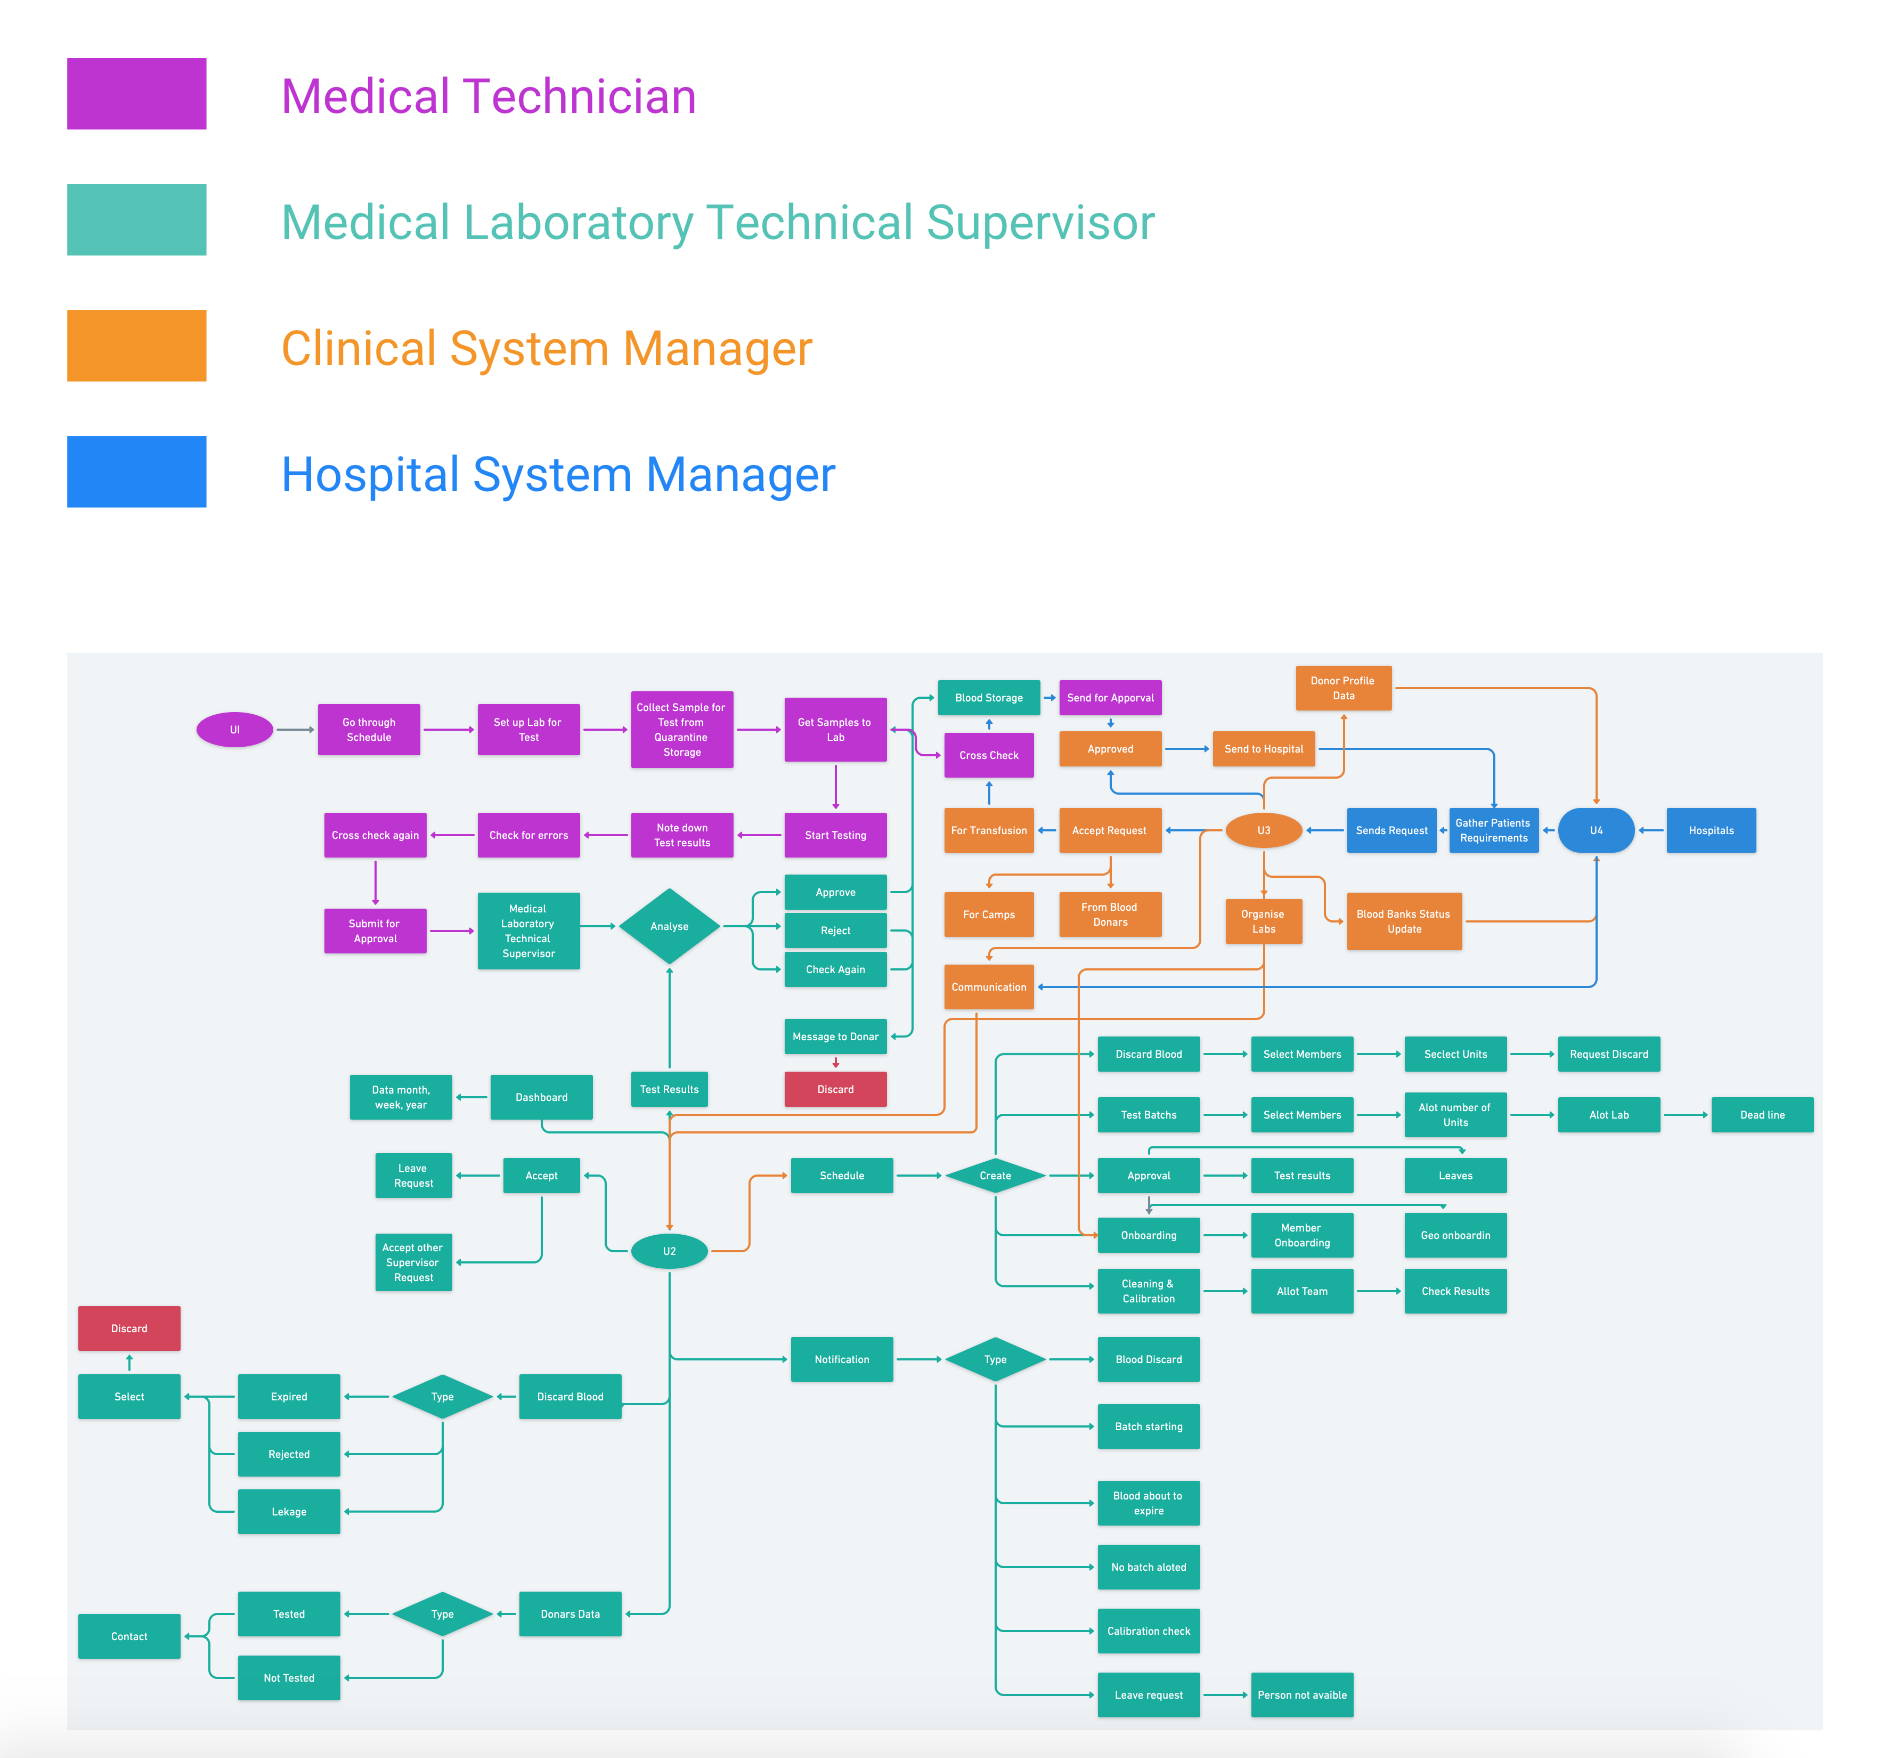 Medical Technician
Medical Laboratory Technical Supervisor
Clinical System Manager
Hospital System Manager
UI
Go through
Schedule
Set up Lab for
Test
Collect Sample for
Test from
Quarantine
Storage
Get Samples to
Lab
Blood Storage
Send for Apporval
Donor Profile
Data
Cross Check
Approved
Send to Hospital
Cross check again
Check for errors
Note down
Test results
Start Testing
For Transfusion
Accept Request
U3
Sends Request
Gather Patients
Requirements
U4
Hospitals
Submit for
Approval
Medical
Laboratory
Technical
Supervisor
Analyse
Approve
Reject
Check Again
For Camps
From Blood
Donars
Organise
Labs
Blood Banks Status
Update
Communication
Message to Donar
Discard
Data month,
week, year
Dashboard
Test Results
Discard Blood
Select Members
Seclect Units
Request Discard
Test Batchs
Select Members
Alot number of
Units
Alot Lab
Dead line
Leave
Request
Accept
Schedule
Create
Approval
Test results
Leaves
Accept other
Supervisor
Request
U2
Onboarding
Member
Onboarding
Geo onboardin
Cleaning &
Calibration
Allot Team
Check Results
Discard
Notification
Type
Blood Discard
Select
Expired
Type
Discard Blood
Batch starting
Rejected
Lekage
Blood about to
expire
No batch aloted
Contact
Tested
Type
Donars Data
Calibration check
Not Tested
Leave request
Person not avaible